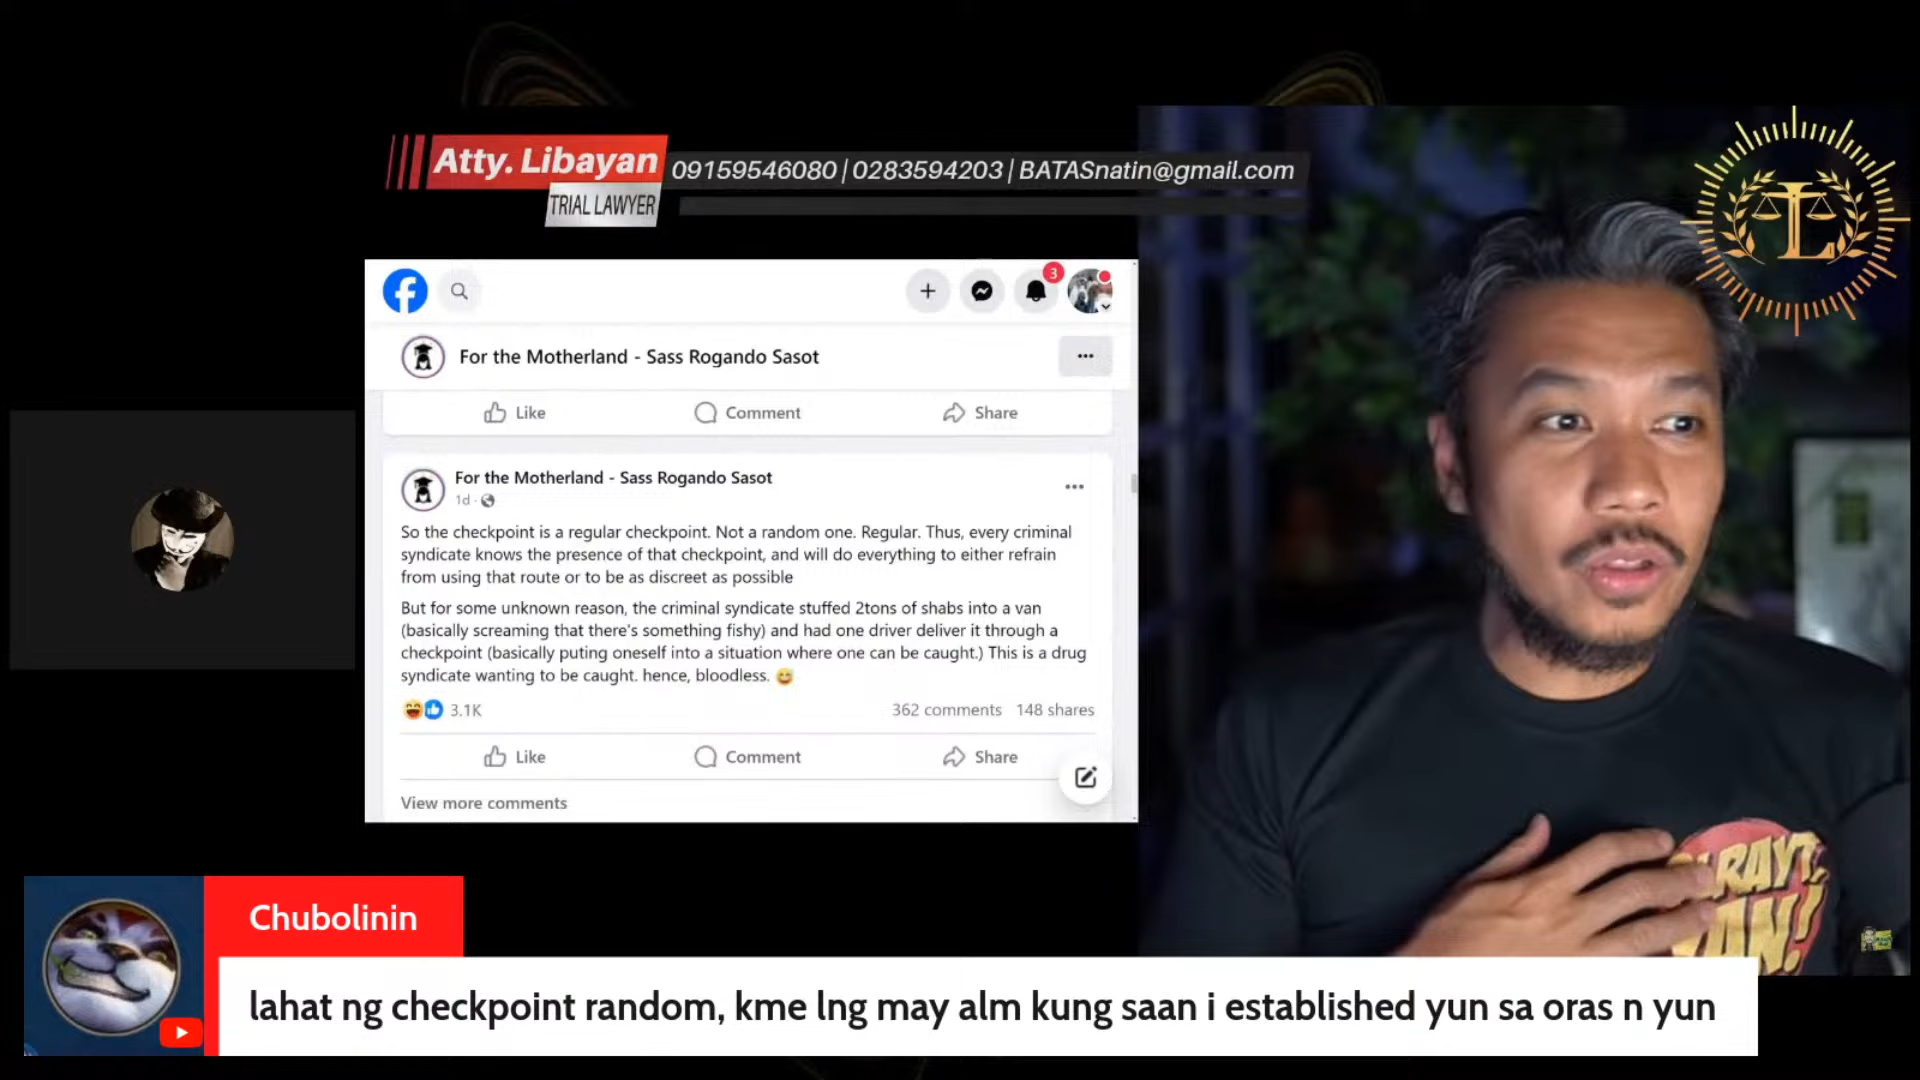 Atty. Libayan
TRIAL LAWYER
09159546080 | 0283594203 | BATASnatin@gmail.com
3
For the Motherland - Sass Rogando Sasot
Like Comment Share
For the Motherland - Sass Rogando Sasot
1d ·
So the checkpoint is a regular checkpoint. Not a random one. Regular. Thus, every criminal
syndicate knows the presence of that checkpoint, and will do everything to either refrain
from using that route or to be as discreet as possible
But for some unknown reason, the criminal syndicate stuffed 2tons of shabs into a van
(basically screaming that there's something fishy) and had one driver deliver it through a
checkpoint (basically puting oneself into a situation where one can be caught.) This is a drug
syndicate wanting to be caught. hence, bloodless. 😅
3.1K 362 comments 148 shares
Like Comment Share
View more comments
Chubolinin
lahat ng checkpoint random, kme lng may alm kung saan i established yun sa oras n yun